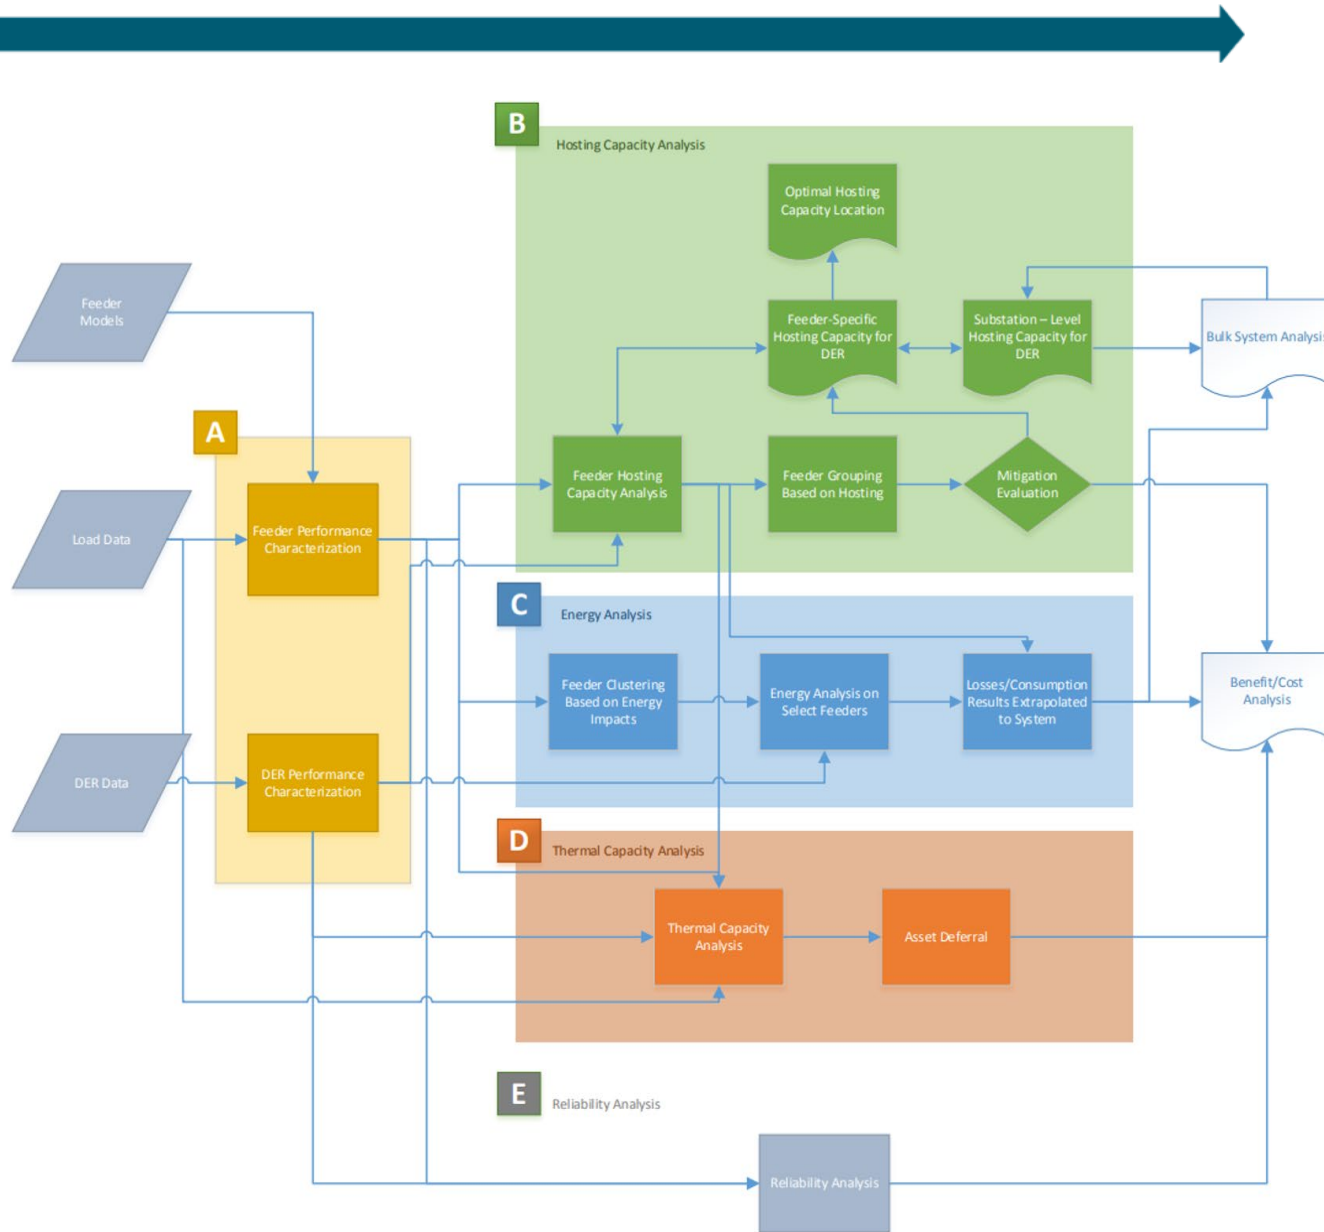 B
Hosting Capacity Analysis
Optimal Hosting
Capacity Location
Feeder
Models
Feeder-Specific
Hosting Capacity for
DER
Substation – Level
Hosting Capacity for
DER
Bulk System Analysis
A
Feeder Hosting
Capacity Analysis
Feeder Grouping
Based on Hosting
Mitigation
Evaluation
Load Data
Feeder Performance
Characterization
C
Energy Analysis
Feeder Clustering
Based on Energy
Impacts
Energy Analysis on
Select Feeders
Losses/Consumption
Results Extrapolated
to System
Benefit/Cost
Analysis
DER Data
DER Performance
Characterization
D
Thermal Capacity Analysis
Thermal Capacity
Analysis
Asset Deferral
E
Reliability Analysis
Reliability Analysis